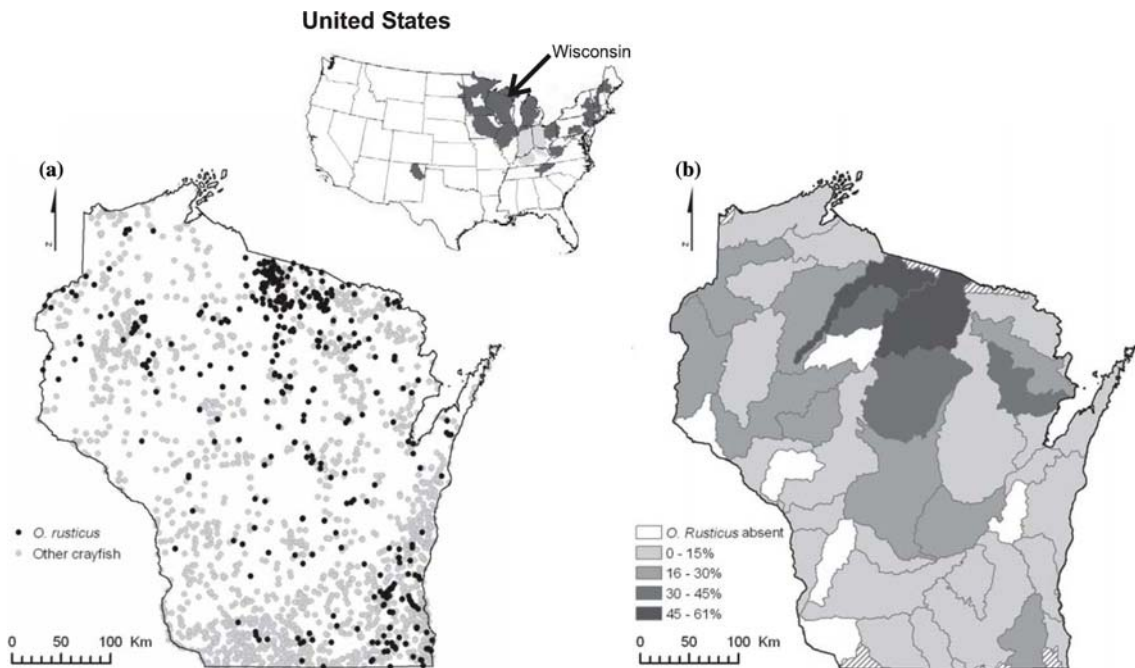 United States
Wisconsin
(a)
(b)
z
z
O. rusticus
Other crayfish
0 50 100 Km
O. Rusticus absent
0 - 15%
16 - 30%
30 - 45%
45 - 61%
0 50 100 Km